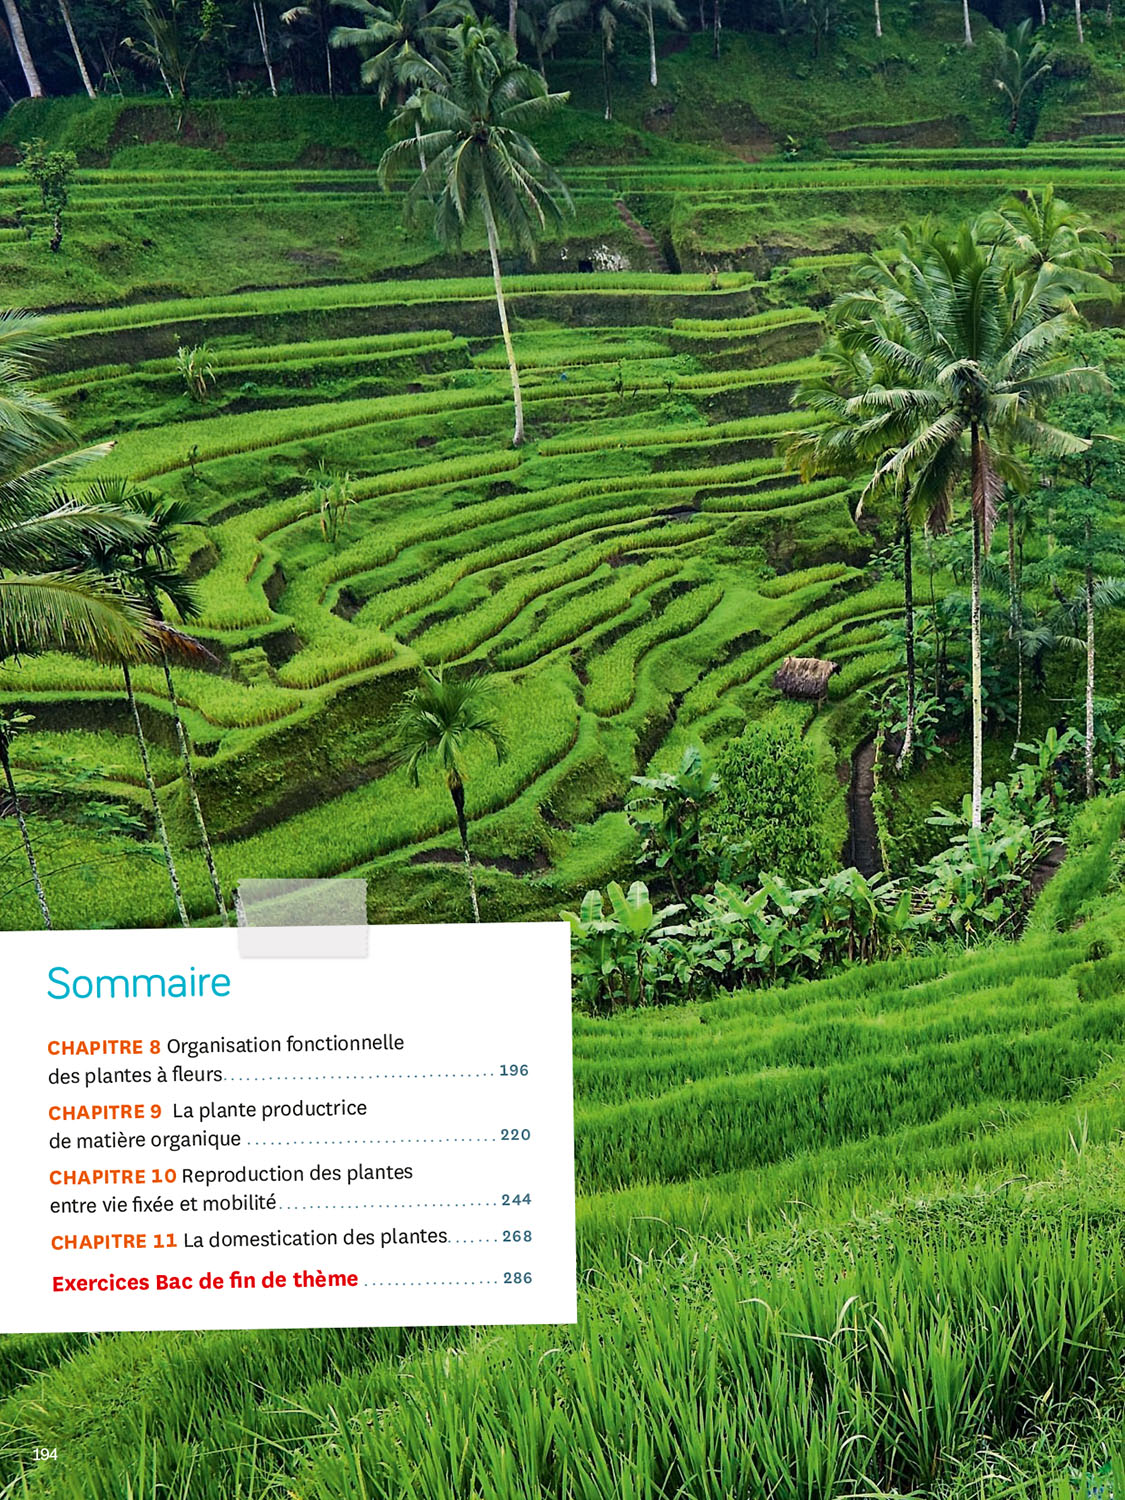 Sommaire
CHAPITRE 8 Organisation fonctionnelle
des plantes à fleurs.................................... 196
CHAPITRE 9 La plante productrice
de matière organique ................................. 220
CHAPITRE 10 Reproduction des plantes
entre vie fixée et mobilité............................. 244
CHAPITRE 11 La domestication des plantes....... 268
Exercices Bac de fin de thème .................. 286
194